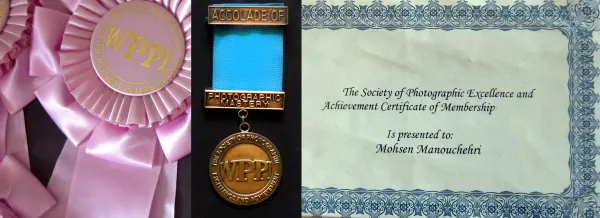 WPPI
ACCOLADE OF
PHOTOGRAPHIC
MASTERY
WPPI
The Society of Photographic Excellence and
Achievement Certificate of Membership
Is presented to:
Mohsen Manouchehri